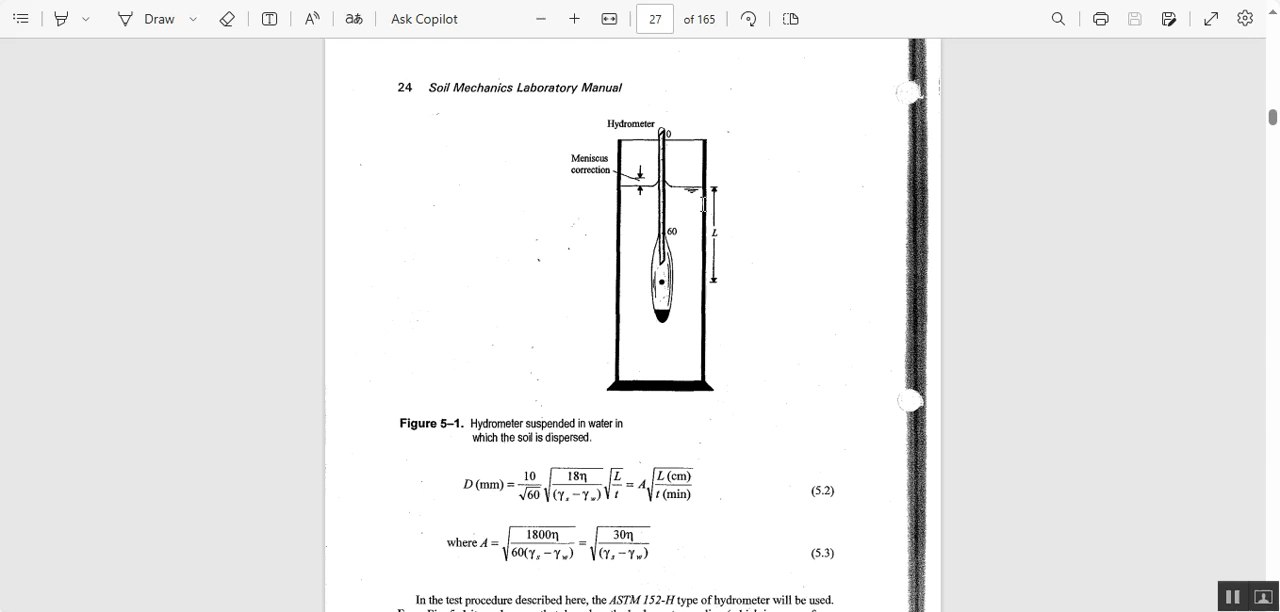 Draw
Ask Copilot
27 of 165
24 Soil Mechanics Laboratory Manual
Hydrometer
0
Meniscus
correction
60
L
Figure 5–1. Hydrometer suspended in water in
which the soil is dispersed.
D (mm) = 10/√60 √(18η/(γs − γw)) √(L/t) = A√(L (cm)/t (min)) (5.2)
where A = √(1800η/60(γs − γw)) = √(30η/(γs − γw)) (5.3)
In the test procedure described here, the ASTM 152-H type of hydrometer will be used.